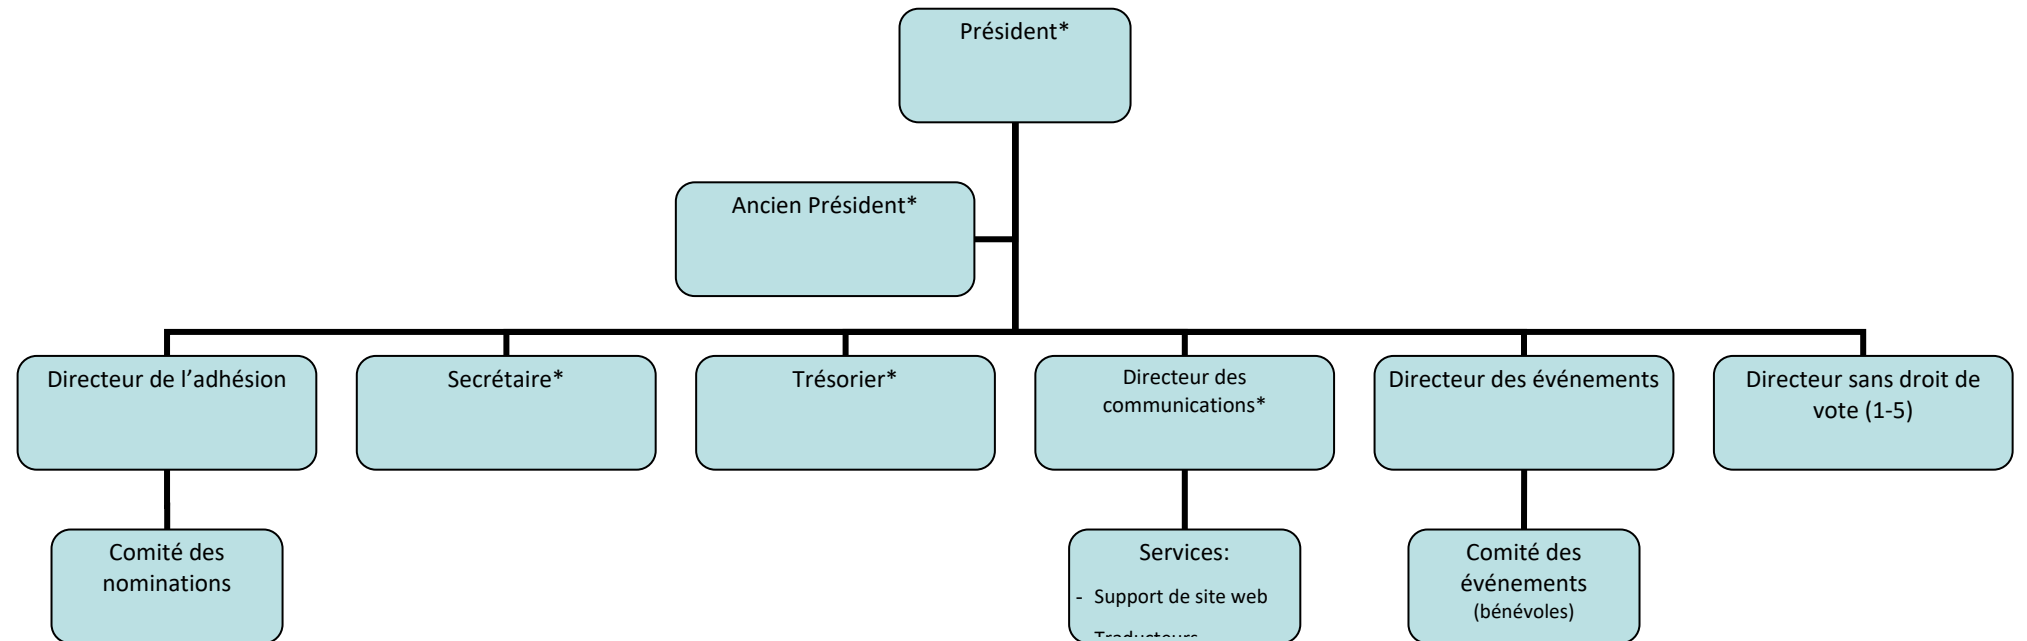 Président*
Ancien Président*
Directeur de l’adhésion
Secrétaire*
Trésorier*
Directeur des
communications*
Directeur des événements
Directeur sans droit de
vote (1-5)
Comité des
nominations
Services:
- Support de site web
Traducteurs
Comité des
événements
(bénévoles)